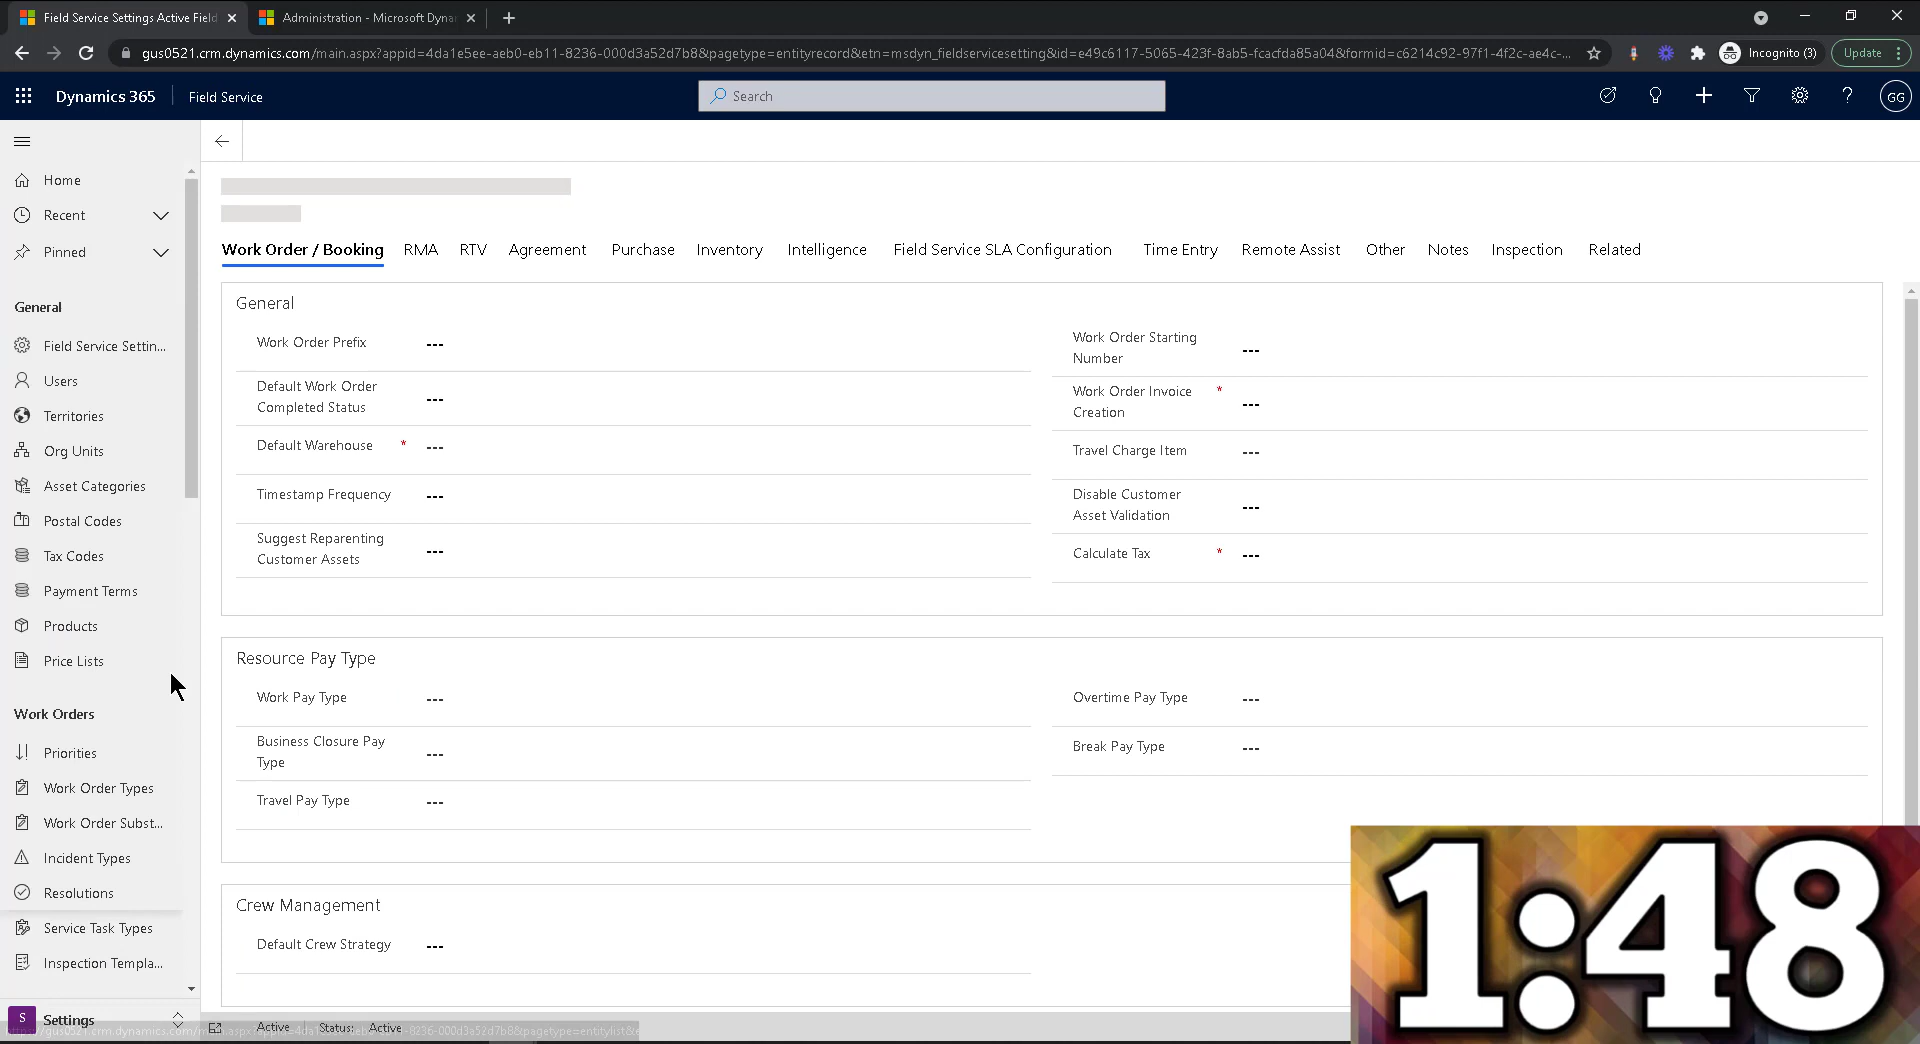 Field Service Settings Active Field
Administration - Microsoft Dyna
gus0521.crm.dynamics.com/main.aspx?appid=4da1e5ee-aeb0-eb11-8236-000d3a52d7b8&pagetype=entityrecord&etn=msdyn_fieldservicesetting&id=e49c6117-5065-423f-8ab5-fcacfda85a04&formid=c6214c92-97f1-4f2c-ae4c-...
Incognito (3)
Update
Dynamics 365
Field Service
Search
GG
Home
Recent
Pinned
General
Field Service Settin...
Users
Territories
Org Units
Asset Categories
Postal Codes
Tax Codes
Payment Terms
Products
Price Lists
Work Orders
Priorities
Work Order Types
Work Order Subst...
Incident Types
Resolutions
Service Task Types
Inspection Templa...
S
Settings
Work Order / Booking
RMA
RTV
Agreement
Purchase
Inventory
Intelligence
Field Service SLA Configuration
Time Entry
Remote Assist
Other
Notes
Inspection
Related
General
Work Order Prefix ---
Default Work Order
Completed Status ---
Default Warehouse * ---
Timestamp Frequency ---
Suggest Reparenting
Customer Assets ---
Work Order Starting
Number ---
Work Order Invoice *
Creation ---
Travel Charge Item ---
Disable Customer
Asset Validation ---
Calculate Tax * ---
Resource Pay Type
Work Pay Type ---
Business Closure Pay
Type ---
Travel Pay Type ---
Overtime Pay Type ---
Break Pay Type ---
Crew Management
Default Crew Strategy ---
Active
Status: Active
1:48